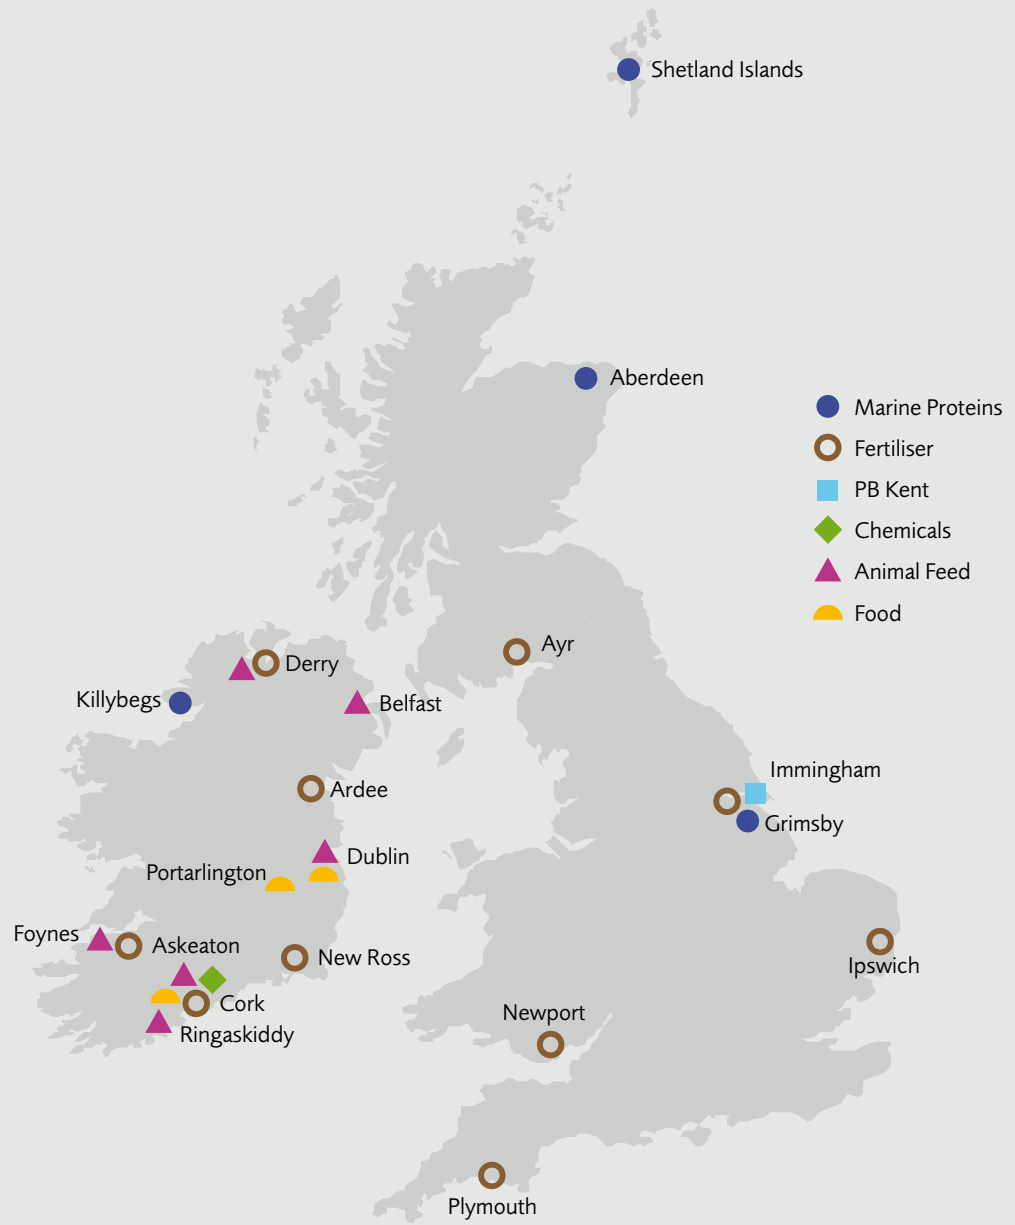 Shetland Islands
Aberdeen
Marine Proteins
Fertiliser
PB Kent
Chemicals
Animal Feed
Food
Ayr
Derry
Killybegs
Belfast
Immingham
Ardee
Grimsby
Dublin
Portarlington
Foynes
Askeaton
New Ross
Ipswich
Cork
Newport
Ringaskiddy
Plymouth